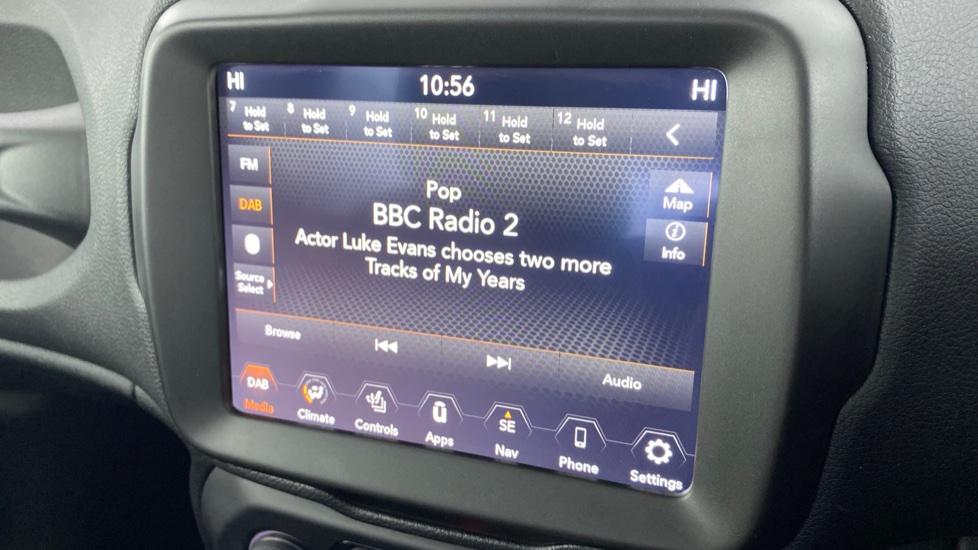 HI 10:56 HI
7 Hold to Set
8 Hold to Set
9 Hold to Set
10 Hold to Set
11 Hold to Set
12 Hold to Set
FM
DAB
Source Select
Pop
BBC Radio 2
Actor Luke Evans chooses two more
Tracks of My Years
Map
Info
Browse
Audio
DAB
Media
Climate
Controls
Apps
SE
Nav
Phone
Settings